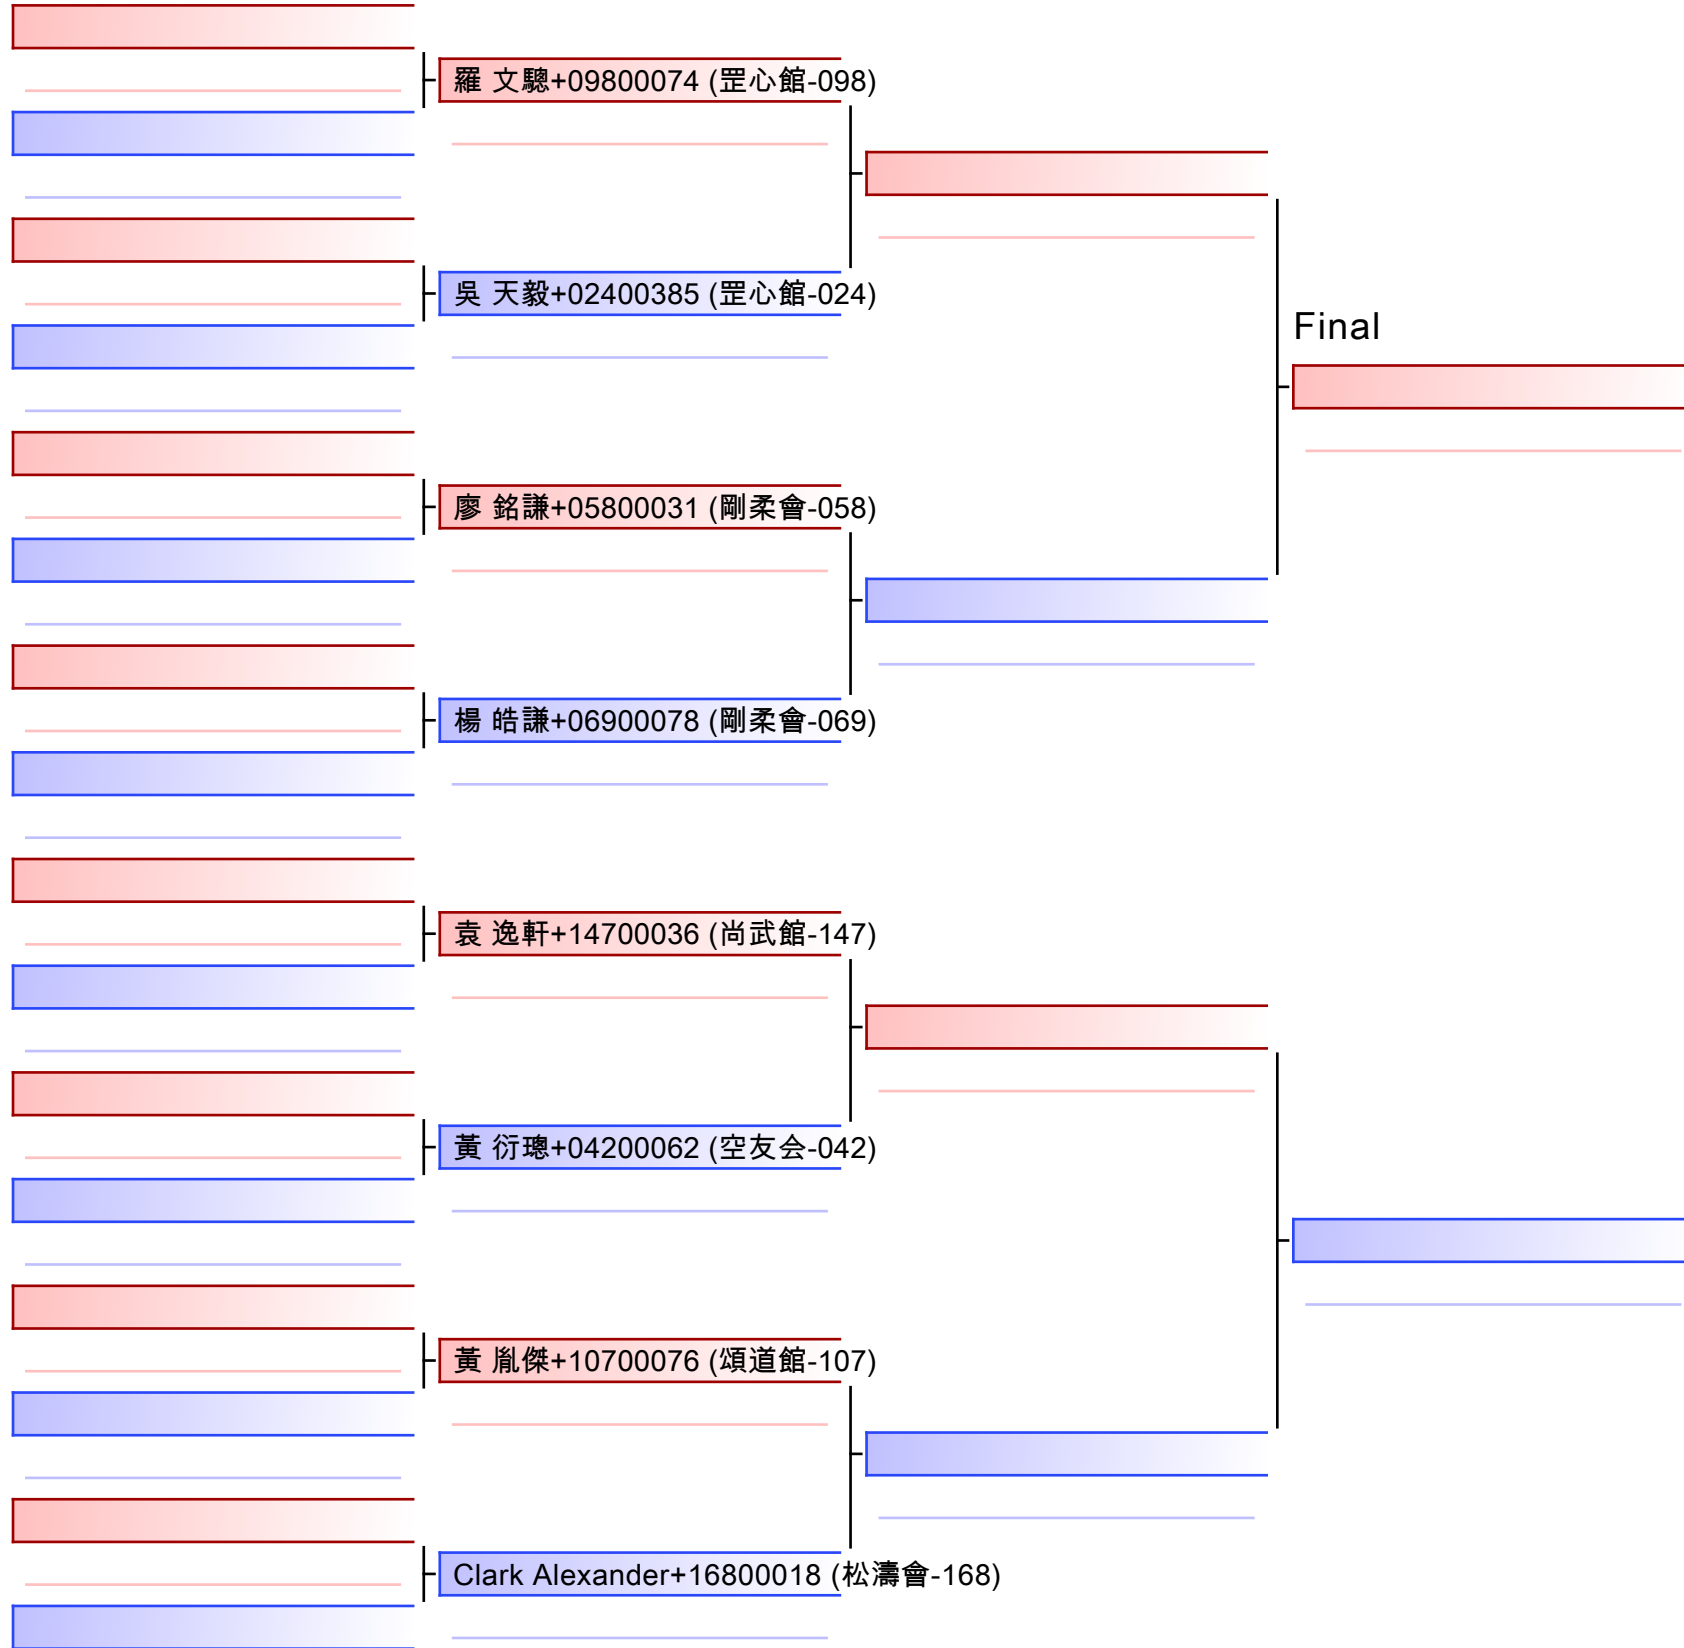 羅 文驄+09800074 (罡心館-098)
吳 天毅+02400385 (罡心館-024)
Final
廖 銘謙+05800031 (剛柔會-058)
楊 皓謙+06900078 (剛柔會-069)
袁 逸軒+14700036 (尚武館-147)
黃 衍璁+04200062 (空友会-042)
黃 胤傑+10700076 (頌道館-107)
Clark Alexander+16800018 (松濤會-168)